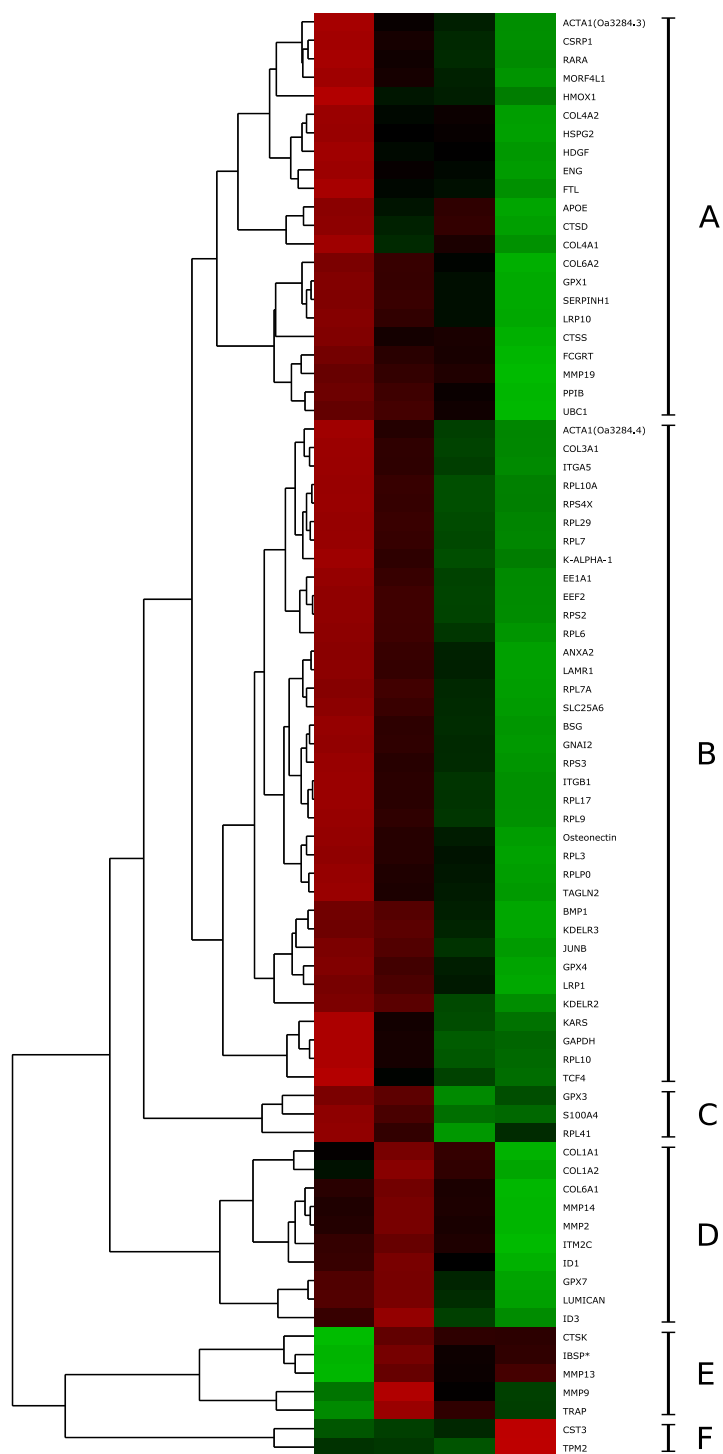 ACTA1(Oa3284.3)
CSRP1
RARA
MORF4L1
HMOX1
COL4A2
HSPG2
HDGF
ENG
FTL
APOE
CTSD
COL4A1
COL6A2
GPX1
SERPINH1
LRP10
CTSS
FCGRT
MMP19
PPIB
UBC1
A
ACTA1(Oa3284.4)
COL3A1
ITGA5
RPL10A
RPS4X
RPL29
RPL7
K-ALPHA-1
EE1A1
EEF2
RPS2
RPL6
ANXA2
LAMR1
RPL7A
SLC25A6
BSG
GNAI2
RPS3
ITGB1
RPL17
RPL9
Osteonectin
RPL3
RPLP0
TAGLN2
BMP1
KDELR3
JUNB
GPX4
LRP1
KDELR2
KARS
GAPDH
RPL10
TCF4
B
GPX3
S100A4
RPL41
C
COL1A1
COL1A2
COL6A1
MMP14
MMP2
ITM2C
ID1
GPX7
LUMICAN
ID3
D
CTSK
IBSP*
MMP13
MMP9
TRAP
E
CST3
TPM2
F